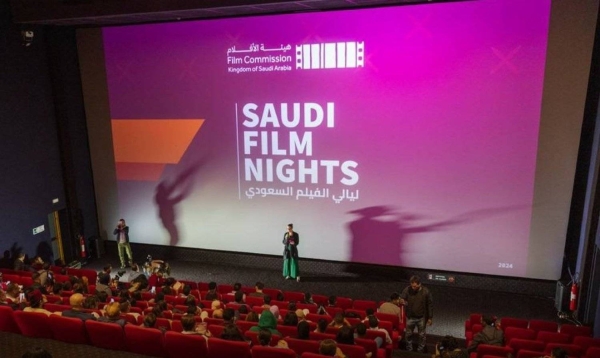 هيئة الأفلام
Film Commission
Kingdom of Saudi Arabia
SAUDI
FILM
NIGHTS
ليالي الفيلم السعودي
2024